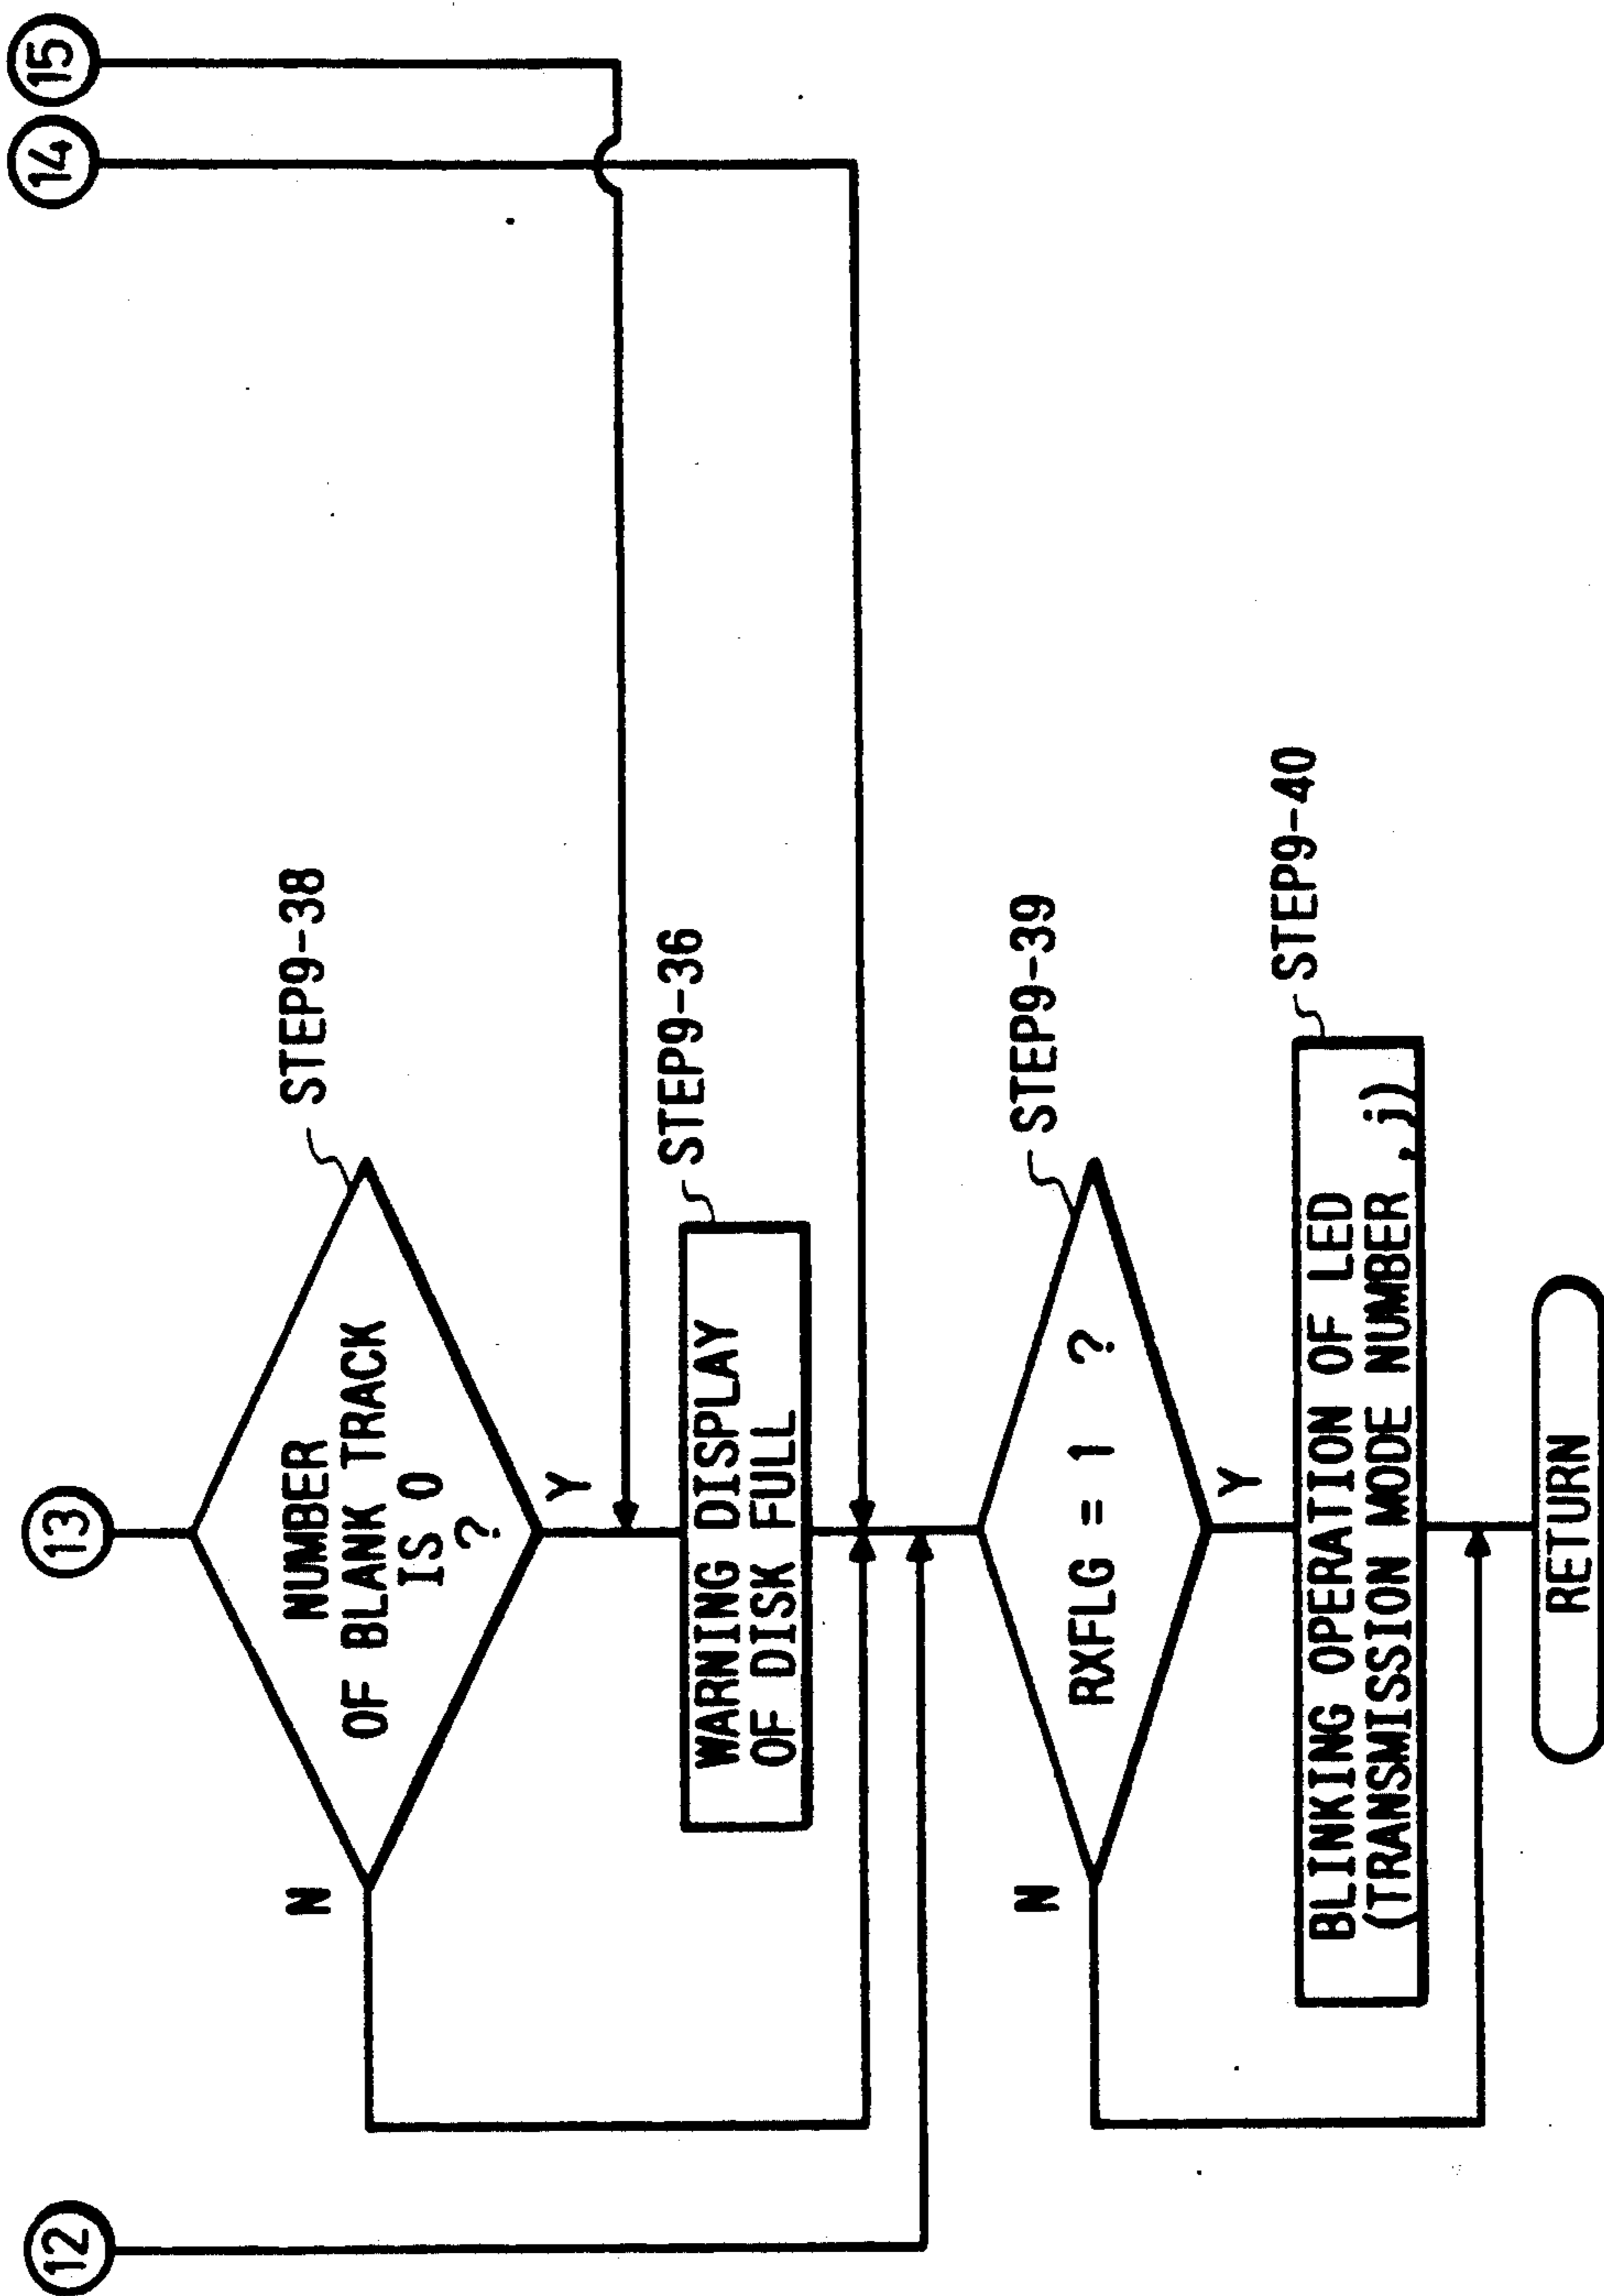 12
13
14
15
STEP9-38
NUMBER
OF BLANK TRACK
IS 0
?
N
Y
STEP9-36
WARNING DISPLAY
OF DISK FULL
STEP9-39
RXFLG = 1 ?
N
Y
STEP9-40
BLINKING OPERATION OF LED
(TRANSMISSION MODE NUMBER , j)
RETURN